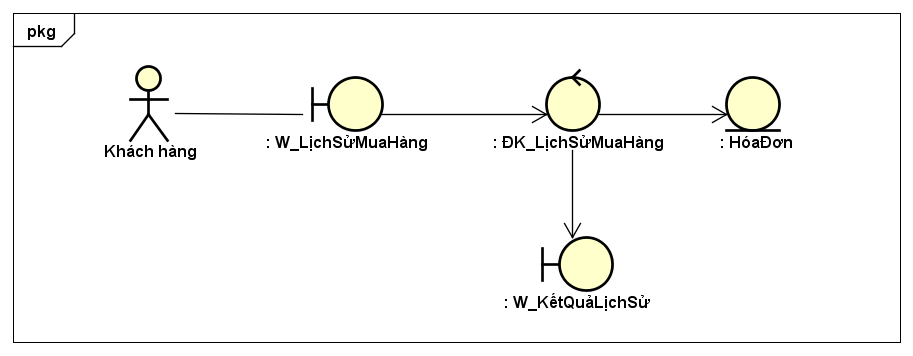 pkg
Khách hàng
: W_LịchSửMuaHàng
: ĐK_LịchSửMuaHàng
: HóaĐơn
: W_KếtQuảLịchSử